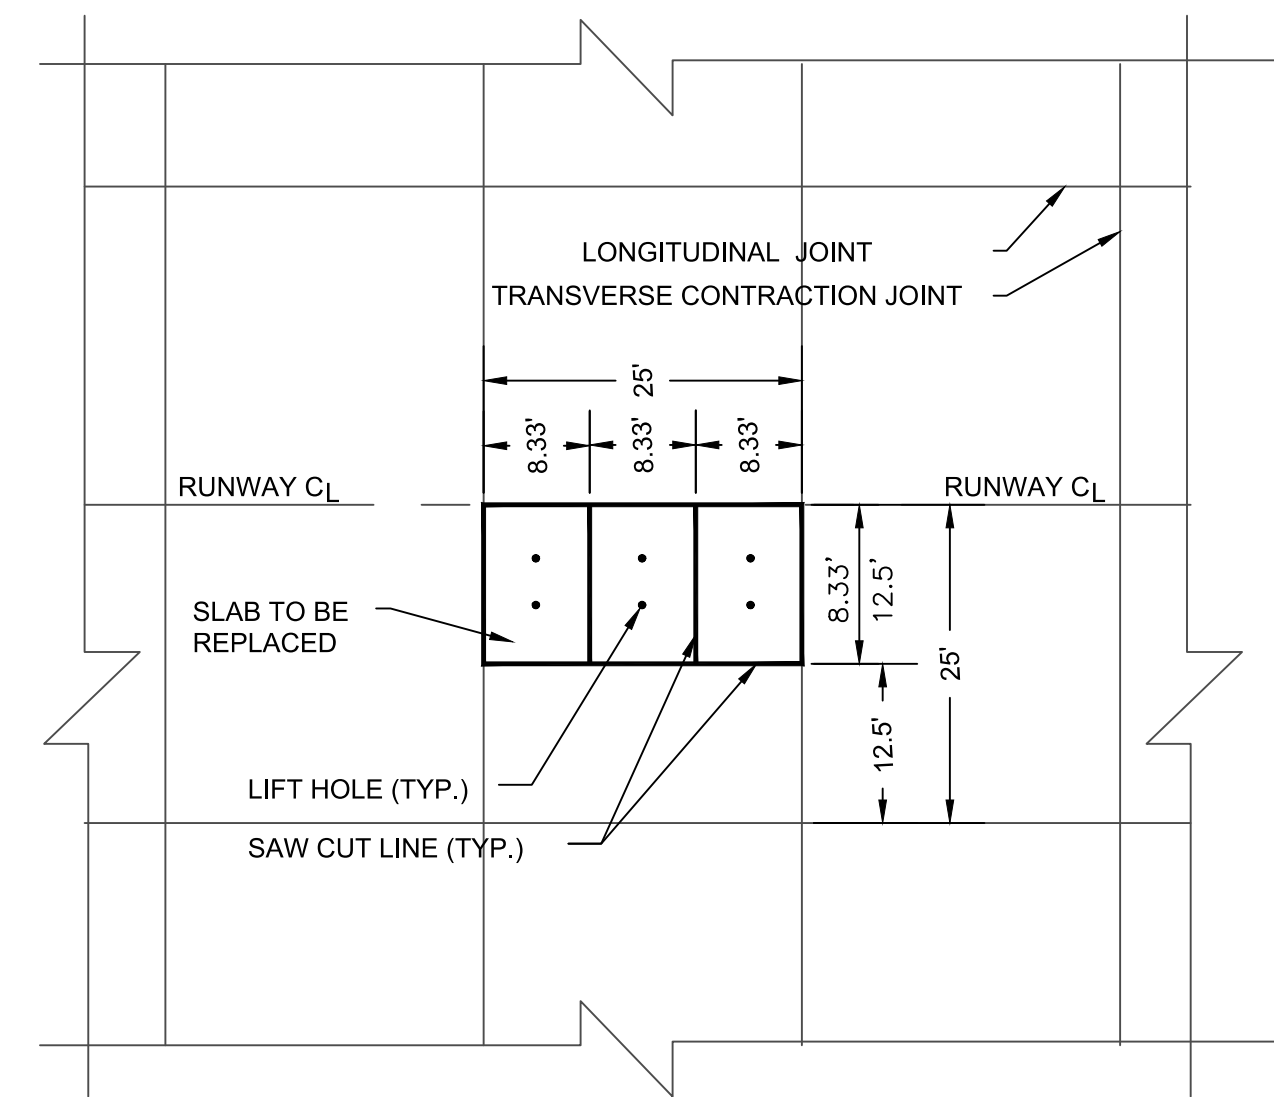 LONGITUDINAL JOINT
TRANSVERSE CONTRACTION JOINT
25'
8.33'
8.33'
8.33'
RUNWAY CL
RUNWAY CL
8.33'
12.5'
SLAB TO BE
REPLACED
25'
12.5'
LIFT HOLE (TYP.)
SAW CUT LINE (TYP.)